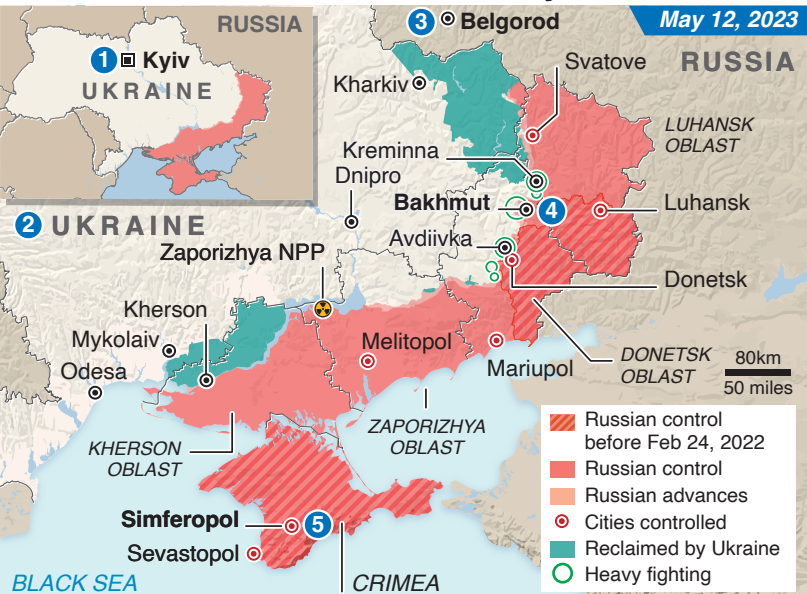 May 12, 2023
RUSSIA
1 Kyiv
UKRAINE
3 Belgorod
Svatove
RUSSIA
Kharkiv
LUHANSK
OBLAST
Kreminna
Dnipro
Bakhmut 4
Luhansk
2 UKRAINE
Avdiivka
Zaporizhya NPP
Donetsk
Kherson
Mykolaiv
Melitopol
Odesa
Mariupol
DONETSK
OBLAST
80km
50 miles
ZAPORIZHYA
OBLAST
KHERSON
OBLAST
Russian control
before Feb 24, 2022
Russian control
Russian advances
Cities controlled
Reclaimed by Ukraine
Heavy fighting
Simferopol 5
Sevastopol
BLACK SEA
CRIMEA